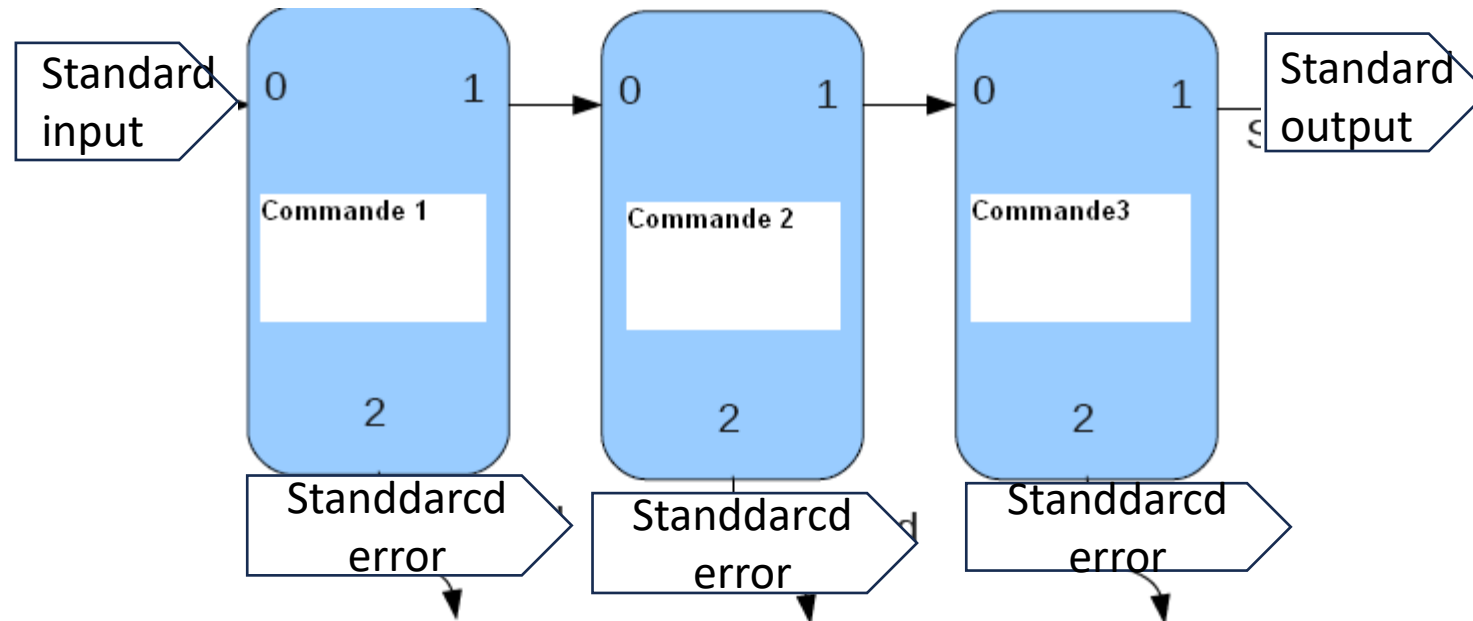 Standard
input
0 1
0 1
0 1
Standard
output
Commande 1
Commande 2
Commande3
2
2
2
Standdarcd
error
Standdarcd
error
Standdarcd
error